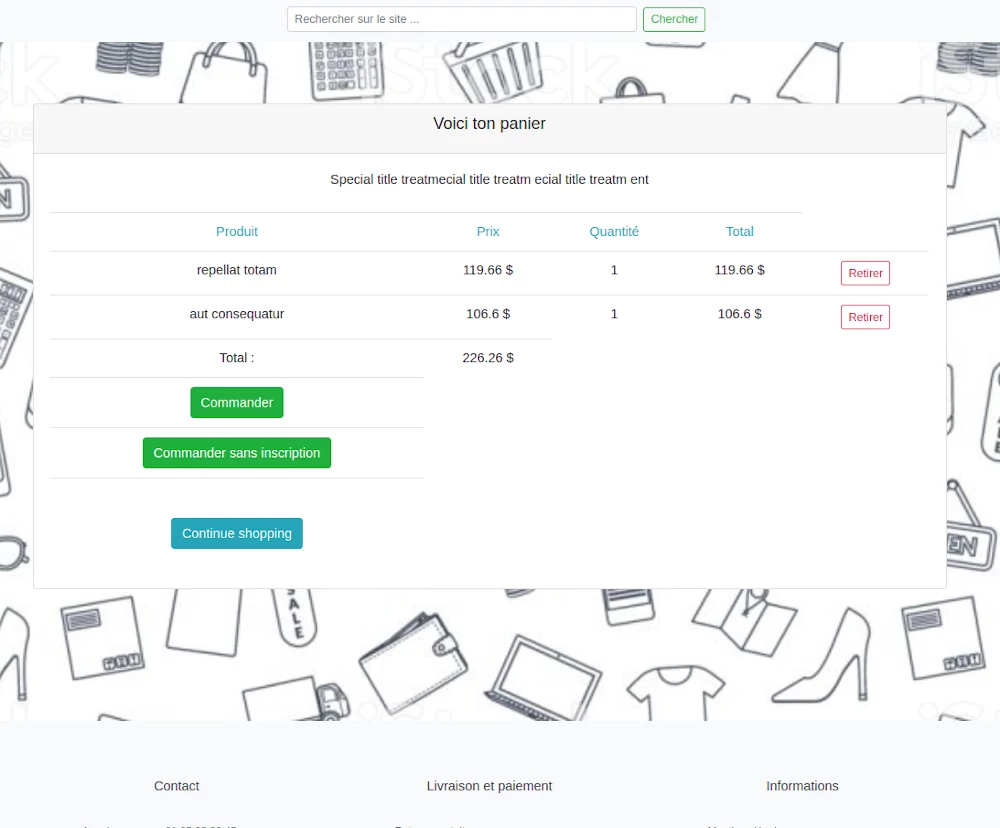 Rechercher sur le site ... Chercher
Voici ton panier
Special title treatmecial title treatm ecial title treatm ent
Produit Prix Quantité Total
repellat totam 119.66 $ 1 119.66 $ Retirer
aut consequatur 106.6 $ 1 106.6 $ Retirer
Total : 226.26 $
Commander
Commander sans inscription
Continue shopping
EN
SALE
Contact Livraison et paiement Informations